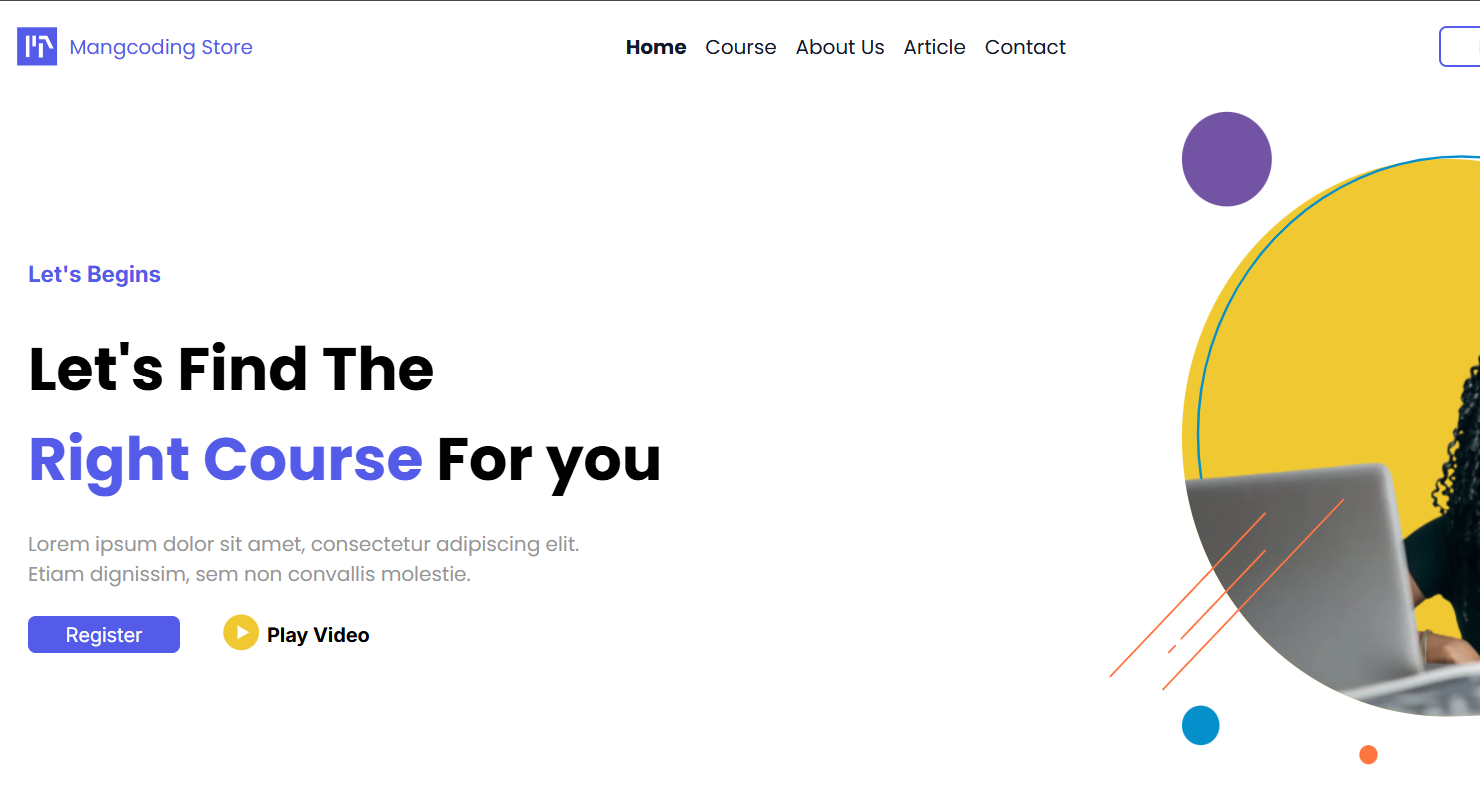 Mangcoding Store
Home Course About Us Article Contact
Let's Begins
Let's Find The
Right Course For you
Lorem ipsum dolor sit amet, consectetur adipiscing elit.
Etiam dignissim, sem non convallis molestie.
Register
Play Video